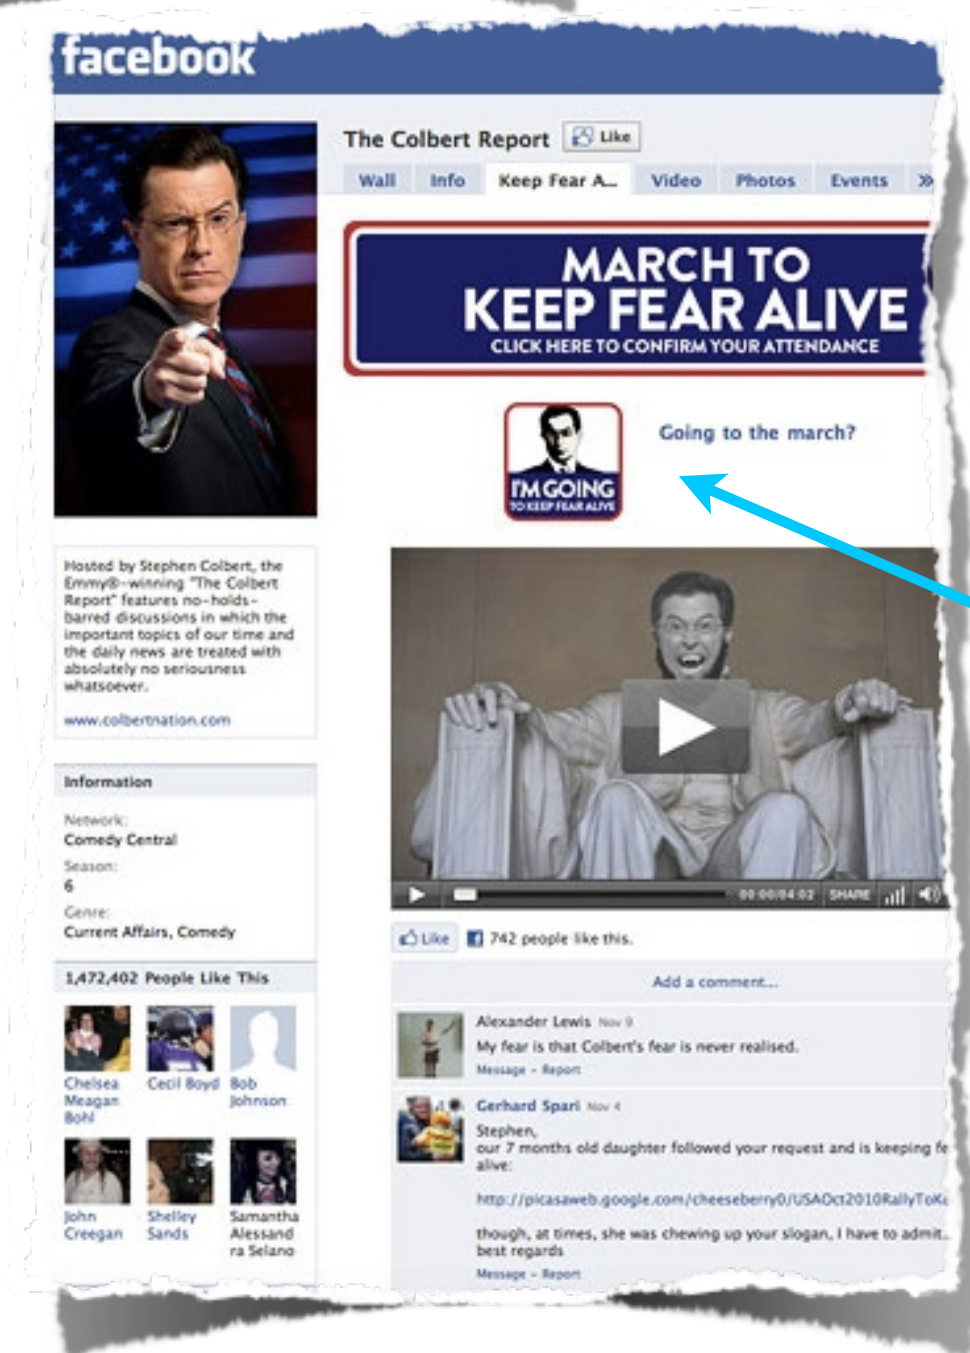 facebook
The Colbert Report Like
Wall Info Keep Fear A... Video Photos Events »
MARCH TO
KEEP FEAR ALIVE
CLICK HERE TO CONFIRM YOUR ATTENDANCE
I'M GOING
TO KEEP FEAR ALIVE
Going to the march?
Hosted by Stephen Colbert, the
Emmy®-winning "The Colbert
Report" features no-holds-
barred discussions in which the
important topics of our time and
the daily news are treated with
absolutely no seriousness
whatsoever.
www.colbertnation.com
Information
Network:
Comedy Central
Season:
6
Genre:
Current Affairs, Comedy
1,472,402 People Like This
Chelsea
Meagan
Bohl
Cecil Boyd
Bob
Johnson
John
Creegan
Shelley
Sands
Samantha
Alessand
ra Selano
00:00/04:02 SHARE
Like 742 people like this.
Add a comment...
Alexander Lewis Nov 9
My fear is that Colbert's fear is never realised.
Message - Report
Gerhard Spari Nov 4
Stephen,
our 7 months old daughter followed your request and is keeping fe
alive:
http://picasaweb.google.com/cheeseberry0/USAOct2010RallyToKe
though, at times, she was chewing up your slogan, I have to admit..
best regards
Message - Report